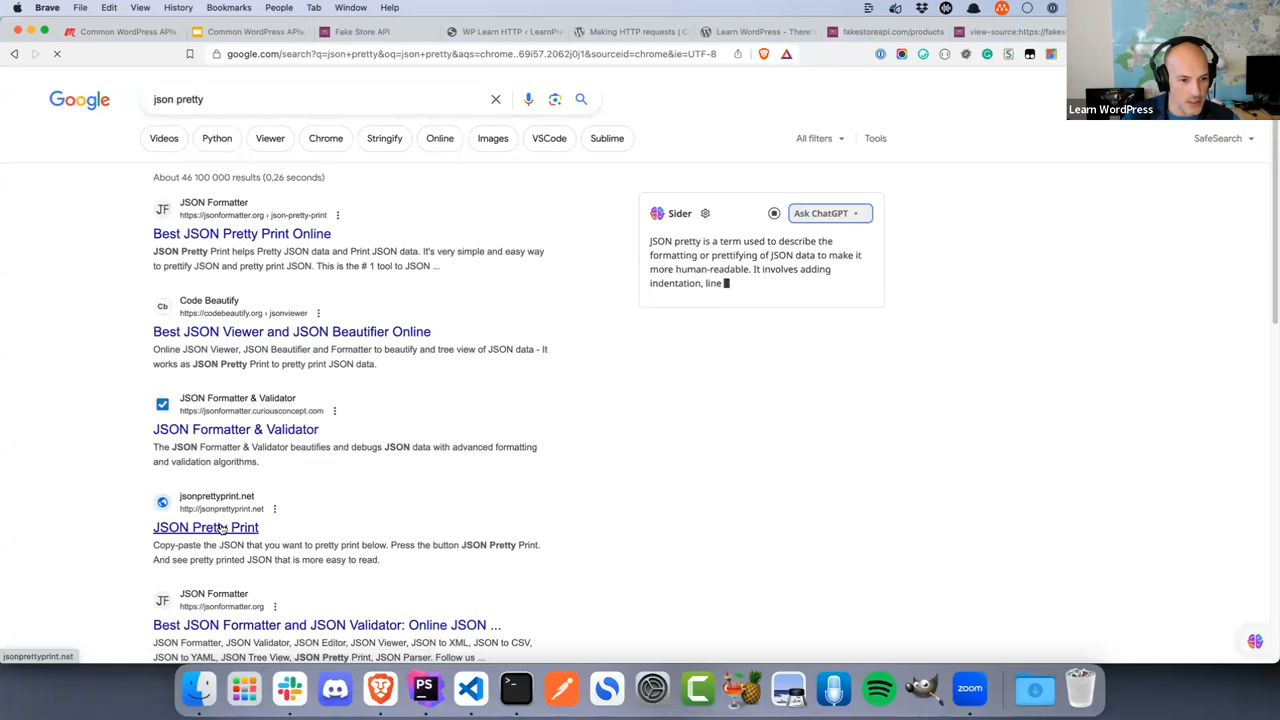 Brave File Edit View History Bookmarks People Tab Window Help
Common WordPress APIs
Common WordPress APIs.
Fake Store API
WP Learn HTTP ‹ LearnPr
Making HTTP requests | C
Learn WordPress - There'
fakestoreapi.com/products
view-source:https://fakes
google.com/search?q=json+pretty&oq=json+pretty&aqs=chrome..69i57.2062j0j1&sourceid=chrome&ie=UTF-8
Learn WordPress
Google
json pretty
Videos
Python
Viewer
Chrome
Stringify
Online
Images
VSCode
Sublime
All filters
Tools
SafeSearch
About 46 100 000 results (0,26 seconds)
JF
JSON Formatter
https://jsonformatter.org › json-pretty-print
Best JSON Pretty Print Online
JSON Pretty Print helps Pretty JSON data and Print JSON data. It's very simple and easy way
to prettify JSON and pretty print JSON. This is the # 1 tool to JSON ...
Cb
Code Beautify
https://codebeautify.org › jsonviewer
Best JSON Viewer and JSON Beautifier Online
Online JSON Viewer, JSON Beautifier and Formatter to beautify and tree view of JSON data - It
works as JSON Pretty Print to pretty print JSON data.
JSON Formatter & Validator
https://jsonformatter.curiousconcept.com
JSON Formatter & Validator
The JSON Formatter & Validator beautifies and debugs JSON data with advanced formatting
and validation algorithms.
jsonprettyprint.net
http://jsonprettyprint.net
JSON Pretty Print
Copy-paste the JSON that you want to pretty print below. Press the button JSON Pretty Print.
And see pretty printed JSON that is more easy to read.
JF
JSON Formatter
https://jsonformatter.org
Best JSON Formatter and JSON Validator: Online JSON ...
JSON Formatter, JSON Validator, JSON Editor, JSON Viewer, JSON to XML, JSON to CSV,
JSON to YAML, JSON Tree View, JSON Pretty Print, JSON Parser. Follow us ...
Sider
Ask ChatGPT
JSON pretty is a term used to describe the
formatting or prettifying of JSON data to make it
more human-readable. It involves adding
indentation, line
jsonprettyprint.net
PS
zoom